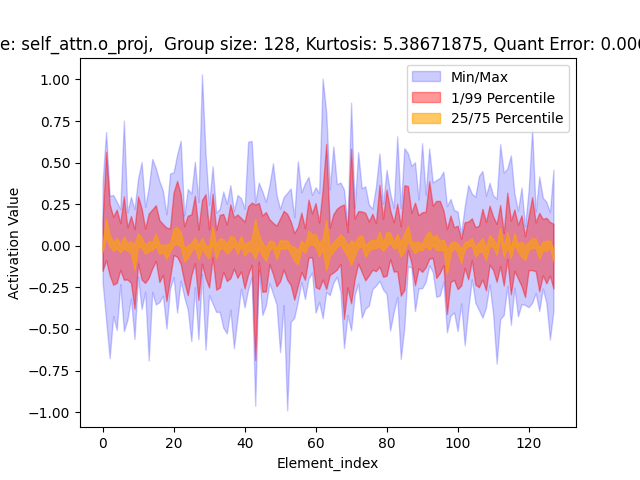 e: self_attn.o_proj,  Group size: 128, Kurtosis: 5.38671875, Quant Error: 0.00
Min/Max
1/99 Percentile
25/75 Percentile
1.00
0.75
0.50
0.25
0.00
−0.25
−0.50
−0.75
−1.00
Activation Value
0
20
40
60
80
100
120
Element_index